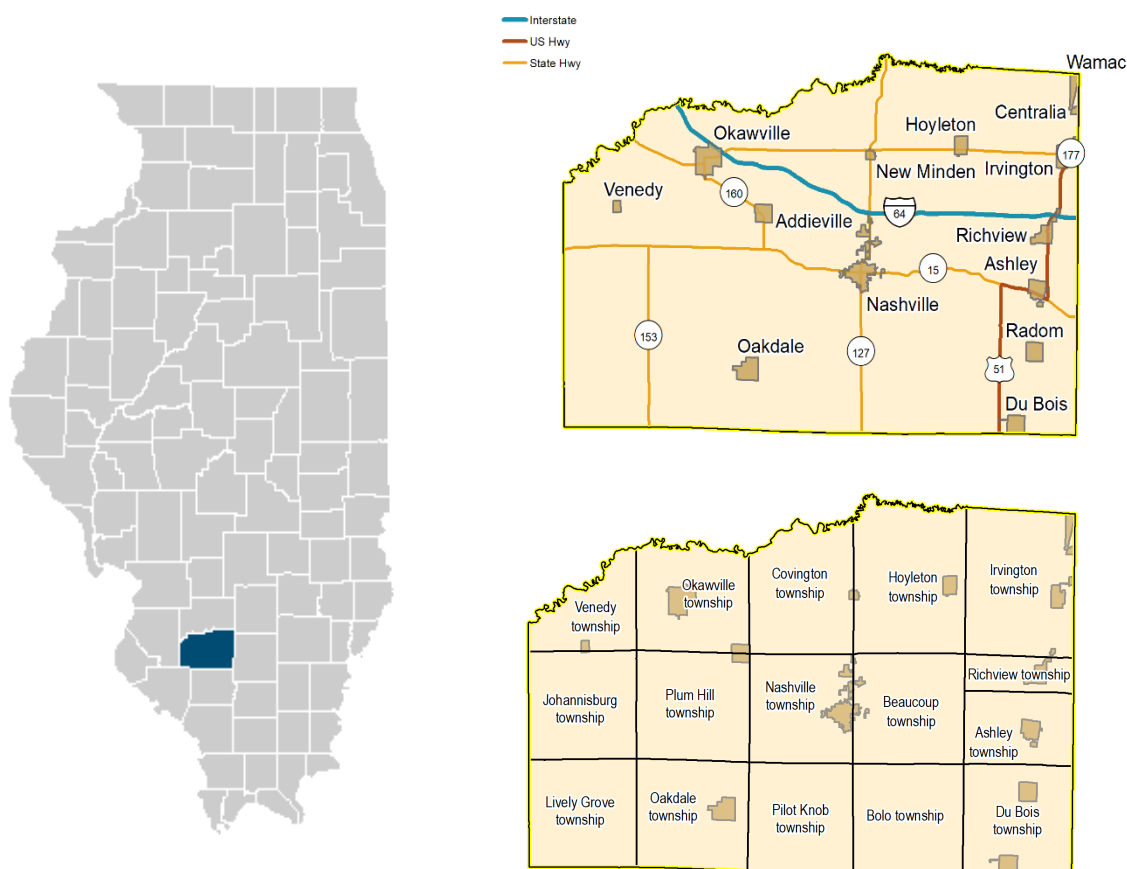 Interstate
US Hwy
State Hwy
Wamac
Centralia
Okawville
Hoyleton
177
New Minden
Irvington
Venedy
160
64
Addieville
Richview
15
Ashley
Nashville
Radom
153
Oakdale
127
51
Du Bois
Venedy
township
Okawville
township
Covington
township
Hoyleton
township
Irvington
township
Richview township
Johannisburg
township
Plum Hill
township
Nashville
township
Beaucoup
township
Ashley
township
Lively Grove
township
Oakdale
township
Pilot Knob
township
Bolo township
Du Bois
township